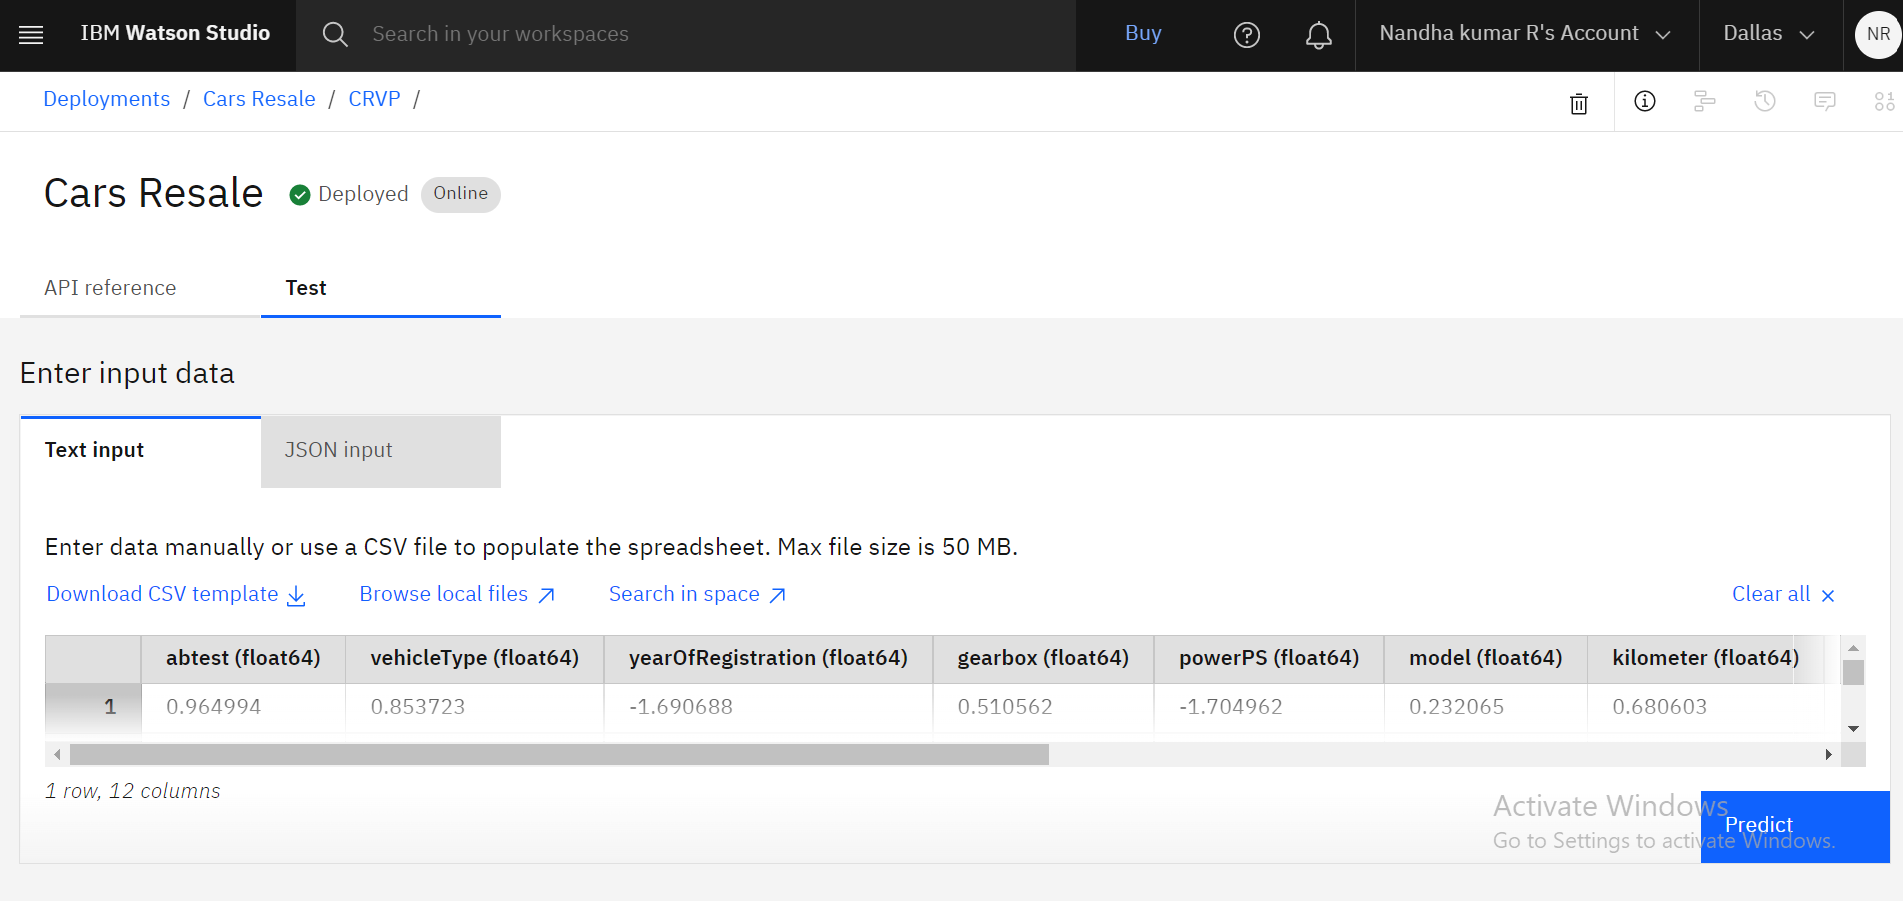 IBM Watson Studio
Search in your workspaces
Buy
Nandha kumar R's Account
Dallas
NR
Deployments / Cars Resale / CRVP /
Cars Resale
Deployed
Online
API reference
Test
Enter input data
Text input
JSON input
Enter data manually or use a CSV file to populate the spreadsheet. Max file size is 50 MB.
Download CSV template
Browse local files
Search in space
Clear all ×
abtest (float64) vehicleType (float64) yearOfRegistration (float64) gearbox (float64) powerPS (float64) model (float64) kilometer (float64)
1 0.964994 0.853723 -1.690688 0.510562 -1.704962 0.232065 0.680603
1 row, 12 columns
Activate Windows
Go to Settings to activate Windows.
Predict